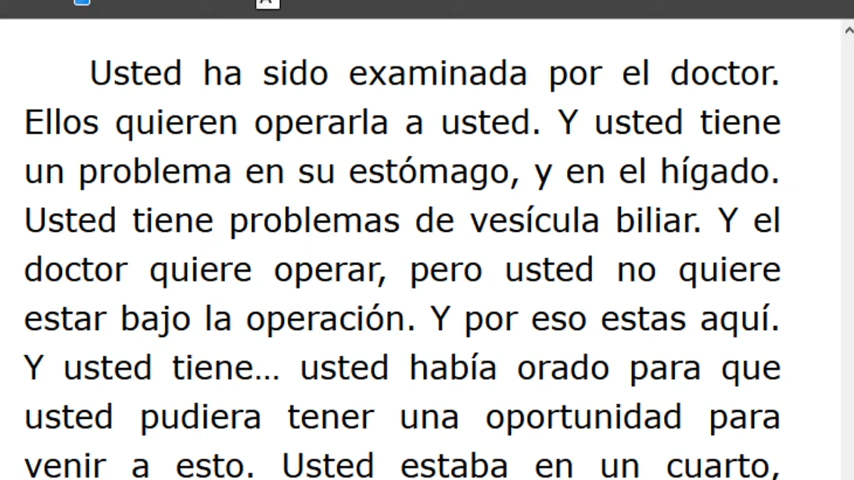 Usted ha sido examinada por el doctor.
Ellos quieren operarla a usted. Y usted tiene
un problema en su estómago, y en el hígado.
Usted tiene problemas de vesícula biliar. Y el
doctor quiere operar, pero usted no quiere
estar bajo la operación. Y por eso estas aquí.
Y usted tiene… usted había orado para que
usted pudiera tener una oportunidad para
venir a esto. Usted estaba en un cuarto,